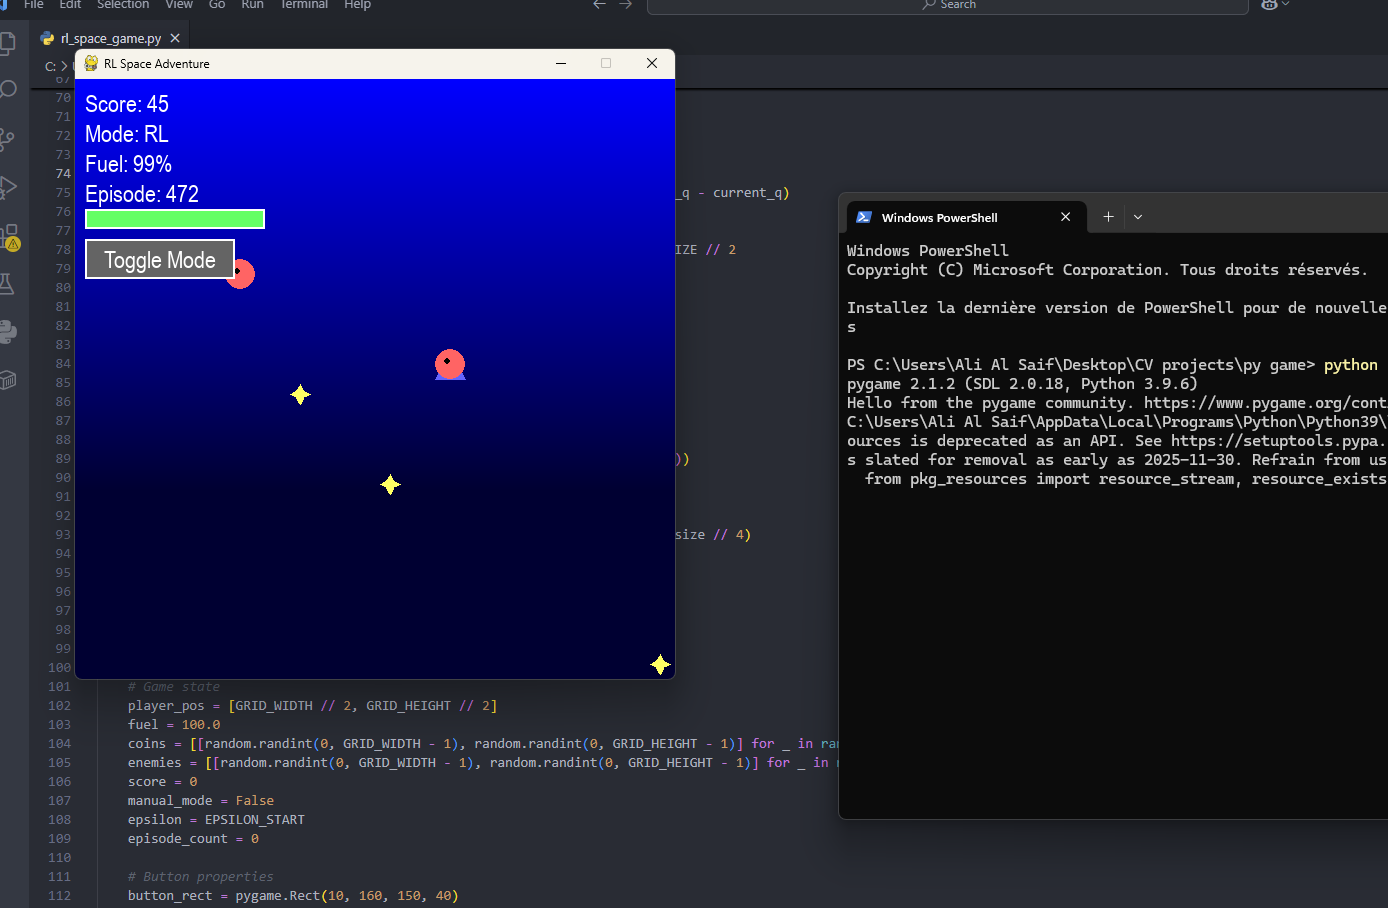 File Edit Selection View Go Run Terminal Help
Search
rl_space_game.py
C:
RL Space Adventure
Score: 45
Mode: RL
Fuel: 99%
Episode: 472
Toggle Mode
70
71
72
73
74
75 _q - current_q)
76
77
78 IZE // 2
79
80
81
82
83
84
85
86
87
88
89 ))
90
91
92
93 size // 4)
94
95
96
97
98
99
100
101 # Game state
102 player_pos = [GRID_WIDTH // 2, GRID_HEIGHT // 2]
103 fuel = 100.0
104 coins = [[random.randint(0, GRID_WIDTH - 1), random.randint(0, GRID_HEIGHT - 1)] for _ in ra
105 enemies = [[random.randint(0, GRID_WIDTH - 1), random.randint(0, GRID_HEIGHT - 1)] for _ in
106 score = 0
107 manual_mode = False
108 epsilon = EPSILON_START
109 episode_count = 0
110
111 # Button properties
112 button_rect = pygame.Rect(10, 160, 150, 40)
Windows PowerShell
Windows PowerShell
Copyright (C) Microsoft Corporation. Tous droits réservés.
Installez la dernière version de PowerShell pour de nouvelle
s
PS C:\Users\Ali Al Saif\Desktop\CV projects\py game> python
pygame 2.1.2 (SDL 2.0.18, Python 3.9.6)
Hello from the pygame community. https://www.pygame.org/cont
C:\Users\Ali Al Saif\AppData\Local\Programs\Python\Python39\
ources is deprecated as an API. See https://setuptools.pypa.
s slated for removal as early as 2025-11-30. Refrain from us
from pkg_resources import resource_stream, resource_exists